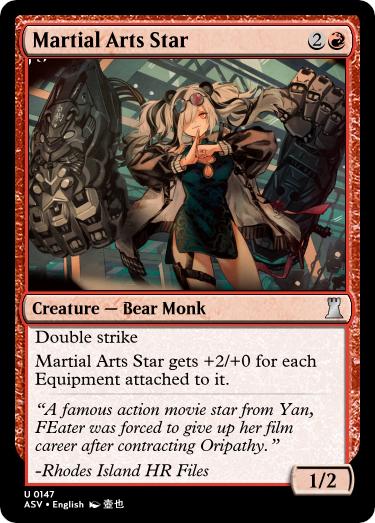 Martial Arts Star 2
Creature — Bear Monk
Double strike
Martial Arts Star gets +2/+0 for each
Equipment attached to it.
“A famous action movie star from Yan,
FEater was forced to give up her film
career after contracting Oripathy.”
-Rhodes Island HR Files
1/2
U 0147
ASV • English 壺也